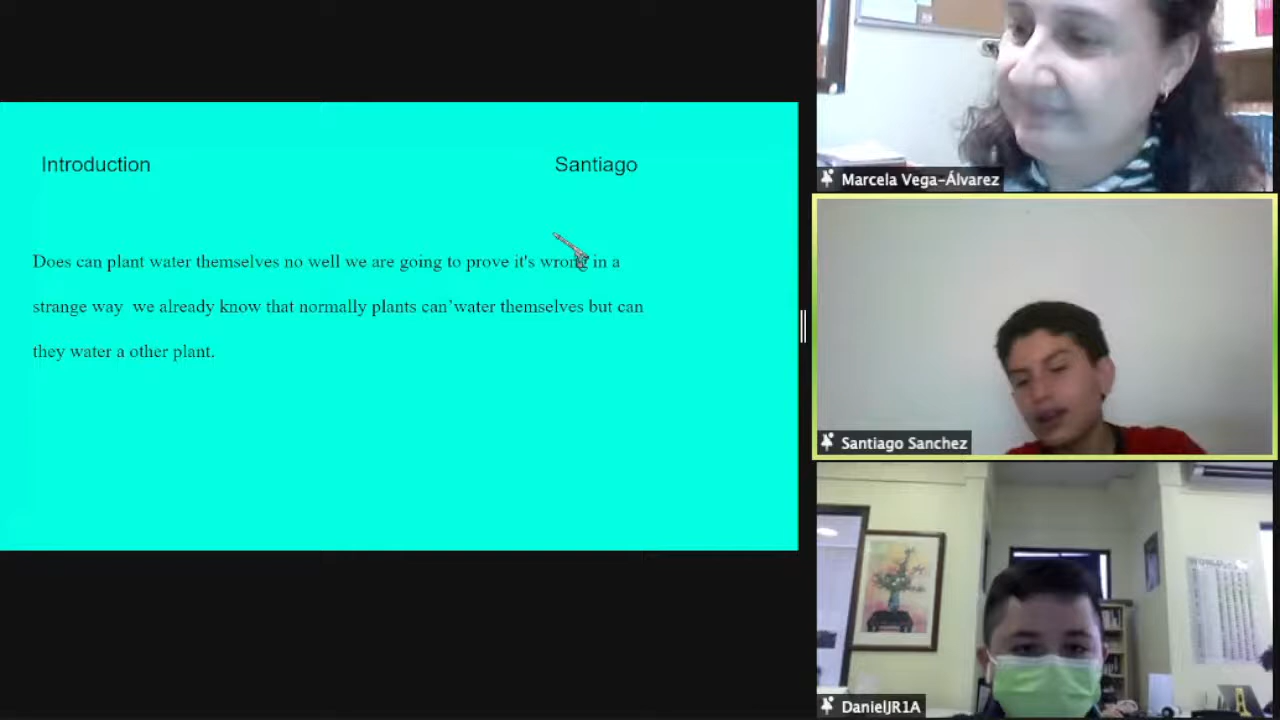 Introduction
Santiago
Does can plant water themselves no well we are going to prove it's wrong in a
strange way we already know that normally plants can'water themselves but can
they water a other plant.
Marcela Vega-Álvarez
Santiago Sanchez
DanielJR1A